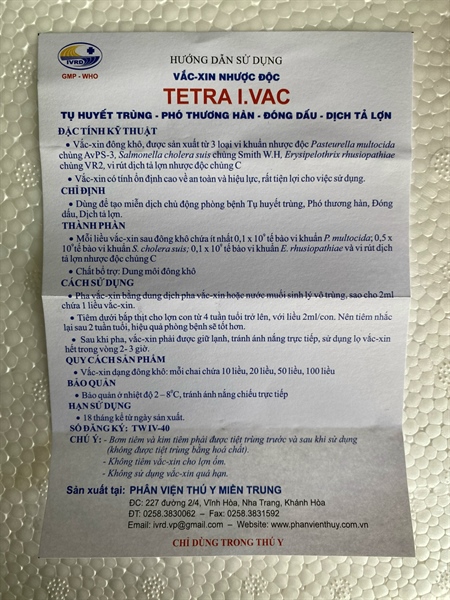 IVRD
GMP - WHO
HƯỚNG DẪN SỬ DỤNG
VẮC-XIN NHƯỢC ĐỘC
TETRA I.VAC
TỤ HUYẾT TRÙNG - PHÓ THƯƠNG HÀN - ĐÓNG DẤU - DỊCH TẢ LỢN
ĐẶC TÍNH KỸ THUẬT
• Vắc-xin đông khô, được sản xuất từ 3 loại vi khuẩn nhược độc Pasteurella multocida
chủng AvPS-3, Salmonella cholera suis chủng Smith W.H, Erysipelothrix rhusiopathiae
chủng VR2, vi rút dịch tả lợn nhược độc chủng C
• Vắc-xin có tính ổn định cao về an toàn và hiệu lực, rất tiện lợi cho việc sử dụng.
CHỈ ĐỊNH
• Dùng để tạo miễn dịch chủ động phòng bệnh Tụ huyết trùng, Phó thương hàn, Đóng
dấu, Dịch tả lợn.
THÀNH PHẦN
• Mỗi liều vắc-xin sau đông khô chứa ít nhất 0,1 x 10⁹ tế bào vi khuẩn P. multocida; 0,5 x
10⁹ tế bào vi khuẩn S. cholera suis; 0,1 x 10⁹ tế bào vi khuẩn E. rhusiopathiae và vi rút dịch
tả lợn nhược độc chủng C
• Chất bổ trợ: Dung môi đông khô
CÁCH SỬ DỤNG
• Pha vắc-xin bằng dung dịch pha vắc-xin hoặc nước muối sinh lý vô trùng, sao cho 2ml
chứa 1 liều vắc-xin.
• Tiêm dưới bắp thịt cho lợn con từ 4 tuần tuổi trở lên, với liều 2ml/con. Nên tiêm nhắc
lại sau 2 tuần tuổi, hiệu quả phòng bệnh sẽ tốt hơn.
• Sau khi pha, vắc-xin phải được giữ lạnh, tránh ánh nắng trực tiếp, sử dụng lọ vắc-xin
hết trong vòng 2- 3 giờ.
QUY CÁCH SẢN PHẨM
• Vắc-xin dạng đông khô: mỗi chai chứa 10 liều, 20 liều, 50 liều, 100 liều
BẢO QUẢN
• Bảo quản ở nhiệt độ 2 – 8⁰C, tránh ánh nắng chiếu trực tiếp
HẠN SỬ DỤNG
• 18 tháng kể từ ngày sản xuất.
SỐ ĐĂNG KÝ: TW IV-40
CHÚ Ý: - Bơm tiêm và kim tiêm phải được tiệt trùng trước và sau khi sử dụng
(không được tiệt trùng bằng hoá chất).
- Không tiêm vắc-xin cho lợn ốm.
- Không sử dụng vắc-xin quá hạn.
Sản xuất tại: PHÂN VIỆN THÚ Y MIỀN TRUNG
ĐC: 227 đường 2/4, Vĩnh Hòa, Nha Trang, Khánh Hòa
ĐT: 0258.3830062 – Fax: 0258.3831592
Email: ivrd.vp@gmail.com – Website: www.phanvienthuy.com.vn
CHỈ DÙNG TRONG THÚ Y